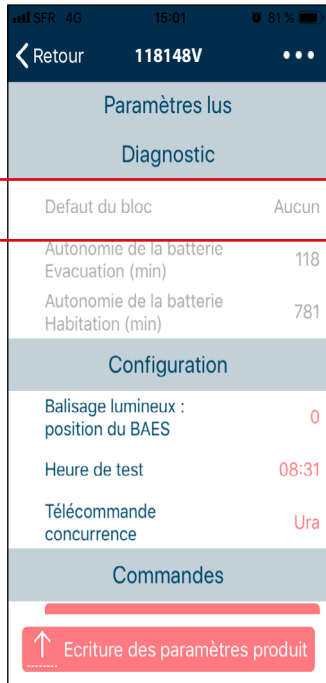 SFR 4G 15:01 81 %
Retour 118148V •••
Paramètres lus
Diagnostic
Defaut du bloc Aucun
Autonomie de la batterie
Evacuation (min) 118
Autonomie de la batterie
Habitation (min) 781
Configuration
Balisage lumineux :
position du BAES 0
Heure de test 08:31
Télécommande
concurrence Ura
Commandes
Ecriture des paramètres produit